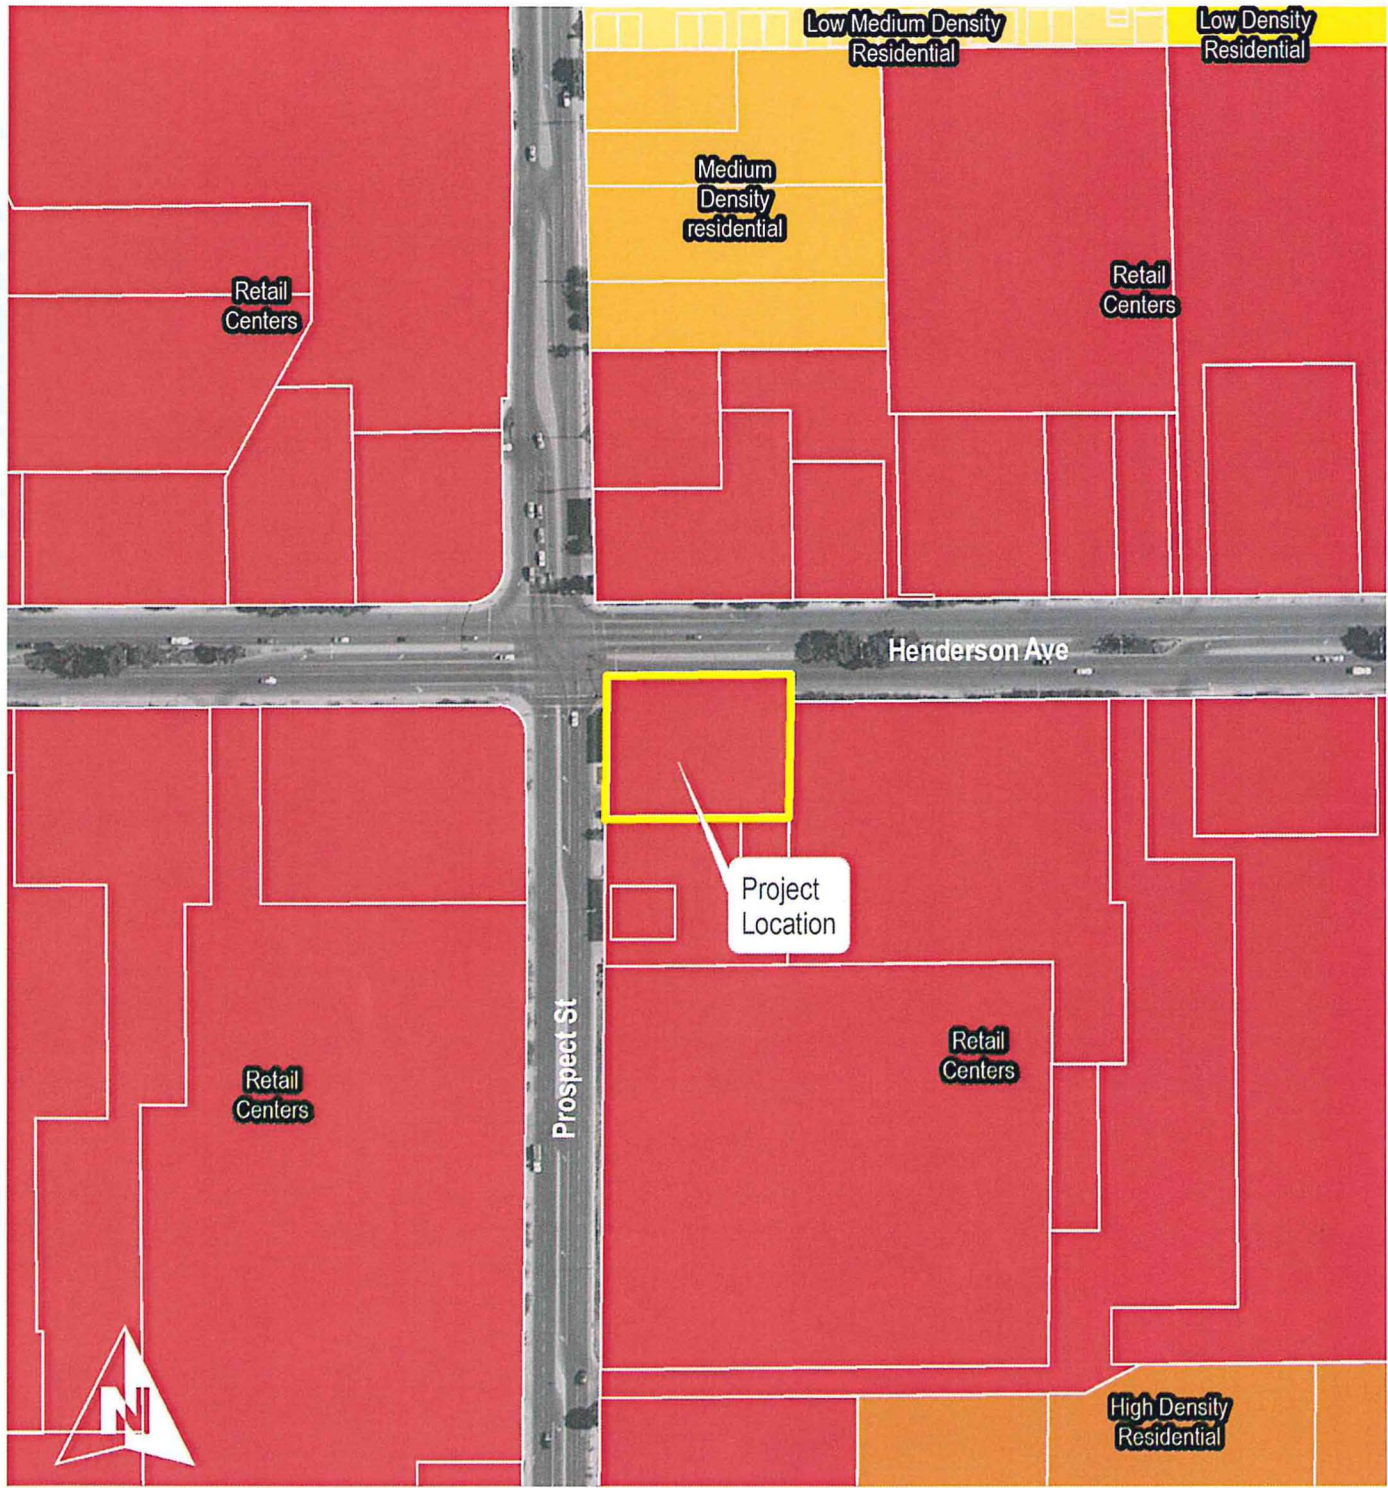 Low Medium Density
Residential
Low Density
Residential
Medium
Density
residential
Retail
Centers
Retail
Centers
Henderson Ave
Project
Location
Prospect St
Retail
Centers
Retail
Centers
High Density
Residential
N